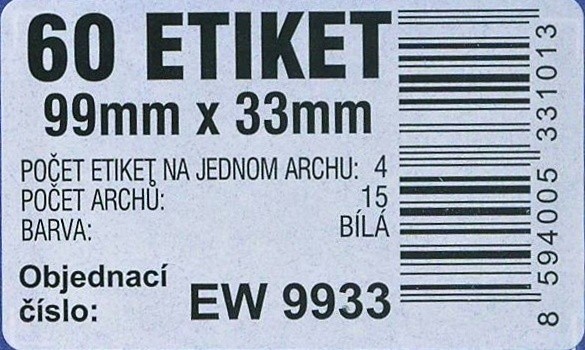 60 ETIKET
99mm x 33mm
POČET ETIKET NA JEDNOM ARCHU: 4
POČET ARCHŮ: 15
BARVA: BÍLÁ
Objednací
číslo: EW 9933
8 594005 331013